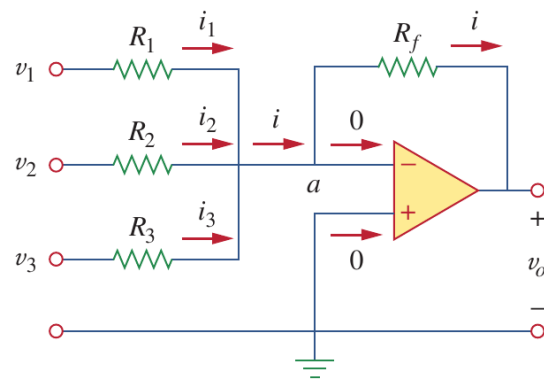 R1 i1 Rf i
v1
R2 i2 i 0
v2 − 
a
R3 i3 + +
v3 0 vo
−